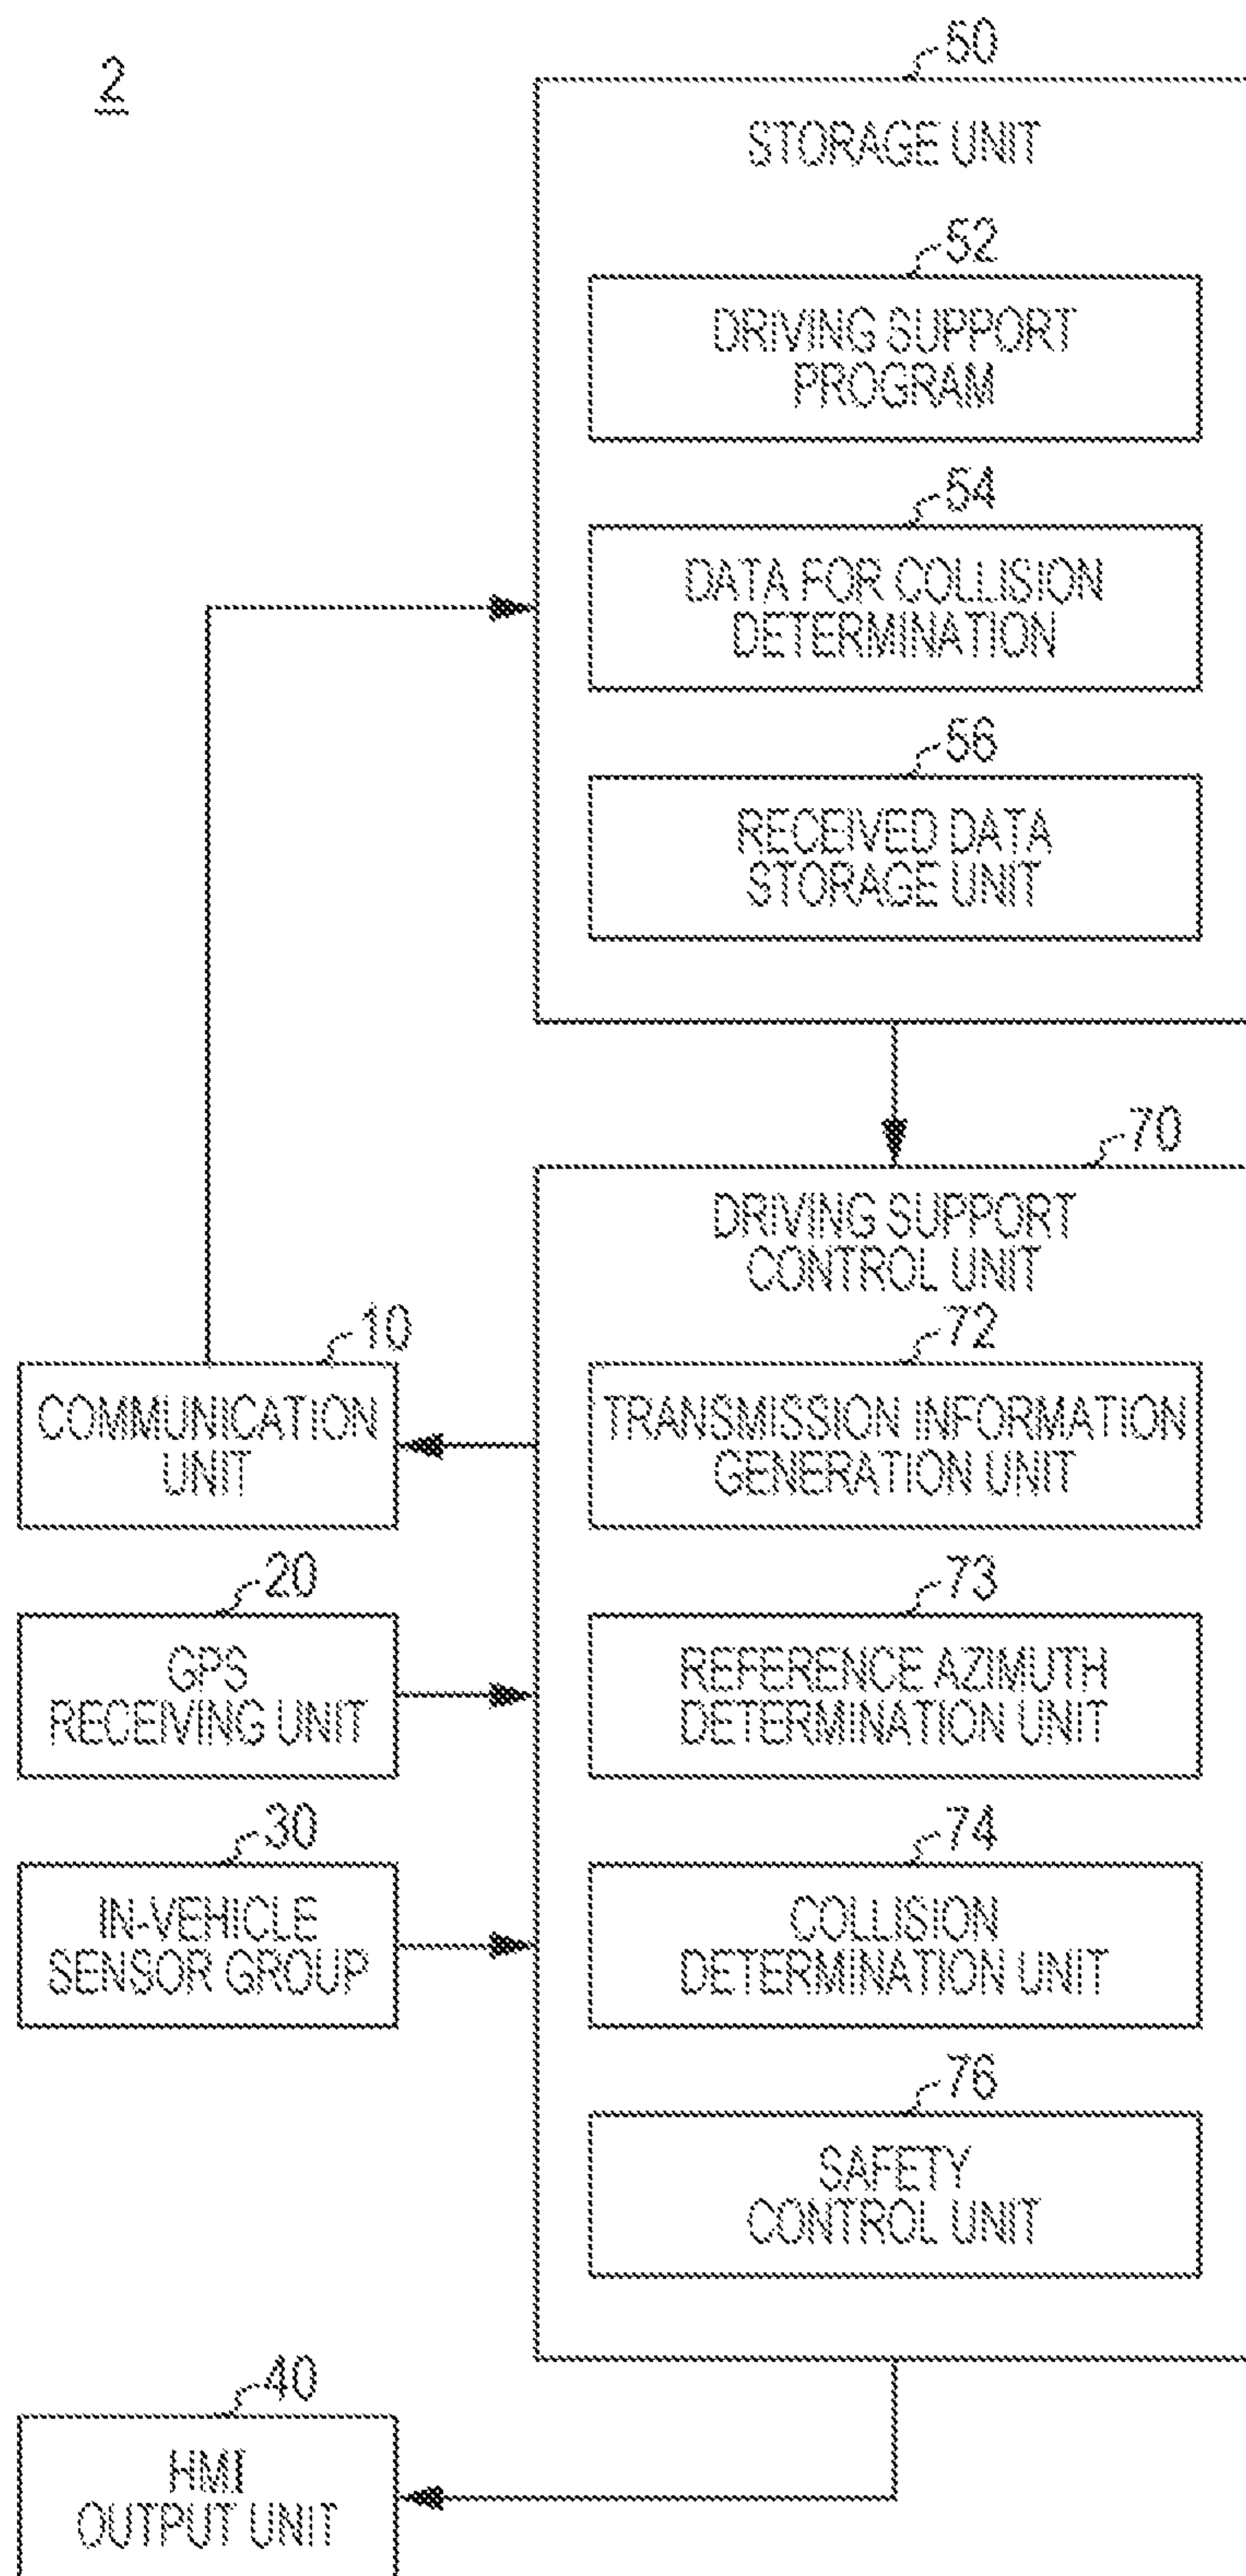 2
50
STORAGE UNIT
52
DRIVING SUPPORT
PROGRAM
54
DATA FOR COLLISION
DETERMINATION
56
RECEIVED DATA
STORAGE UNIT
70
DRIVING SUPPORT
CONTROL UNIT
10
COMMUNICATION
UNIT
72
TRANSMISSION INFORMATION
GENERATION UNIT
20
GPS
RECEIVING UNIT
73
REFERENCE AZIMUTH
DETERMINATION UNIT
30
IN-VEHICLE
SENSOR GROUP
74
COLLISION
DETERMINATION UNIT
76
SAFETY
CONTROL UNIT
40
HMI
OUTPUT UNIT